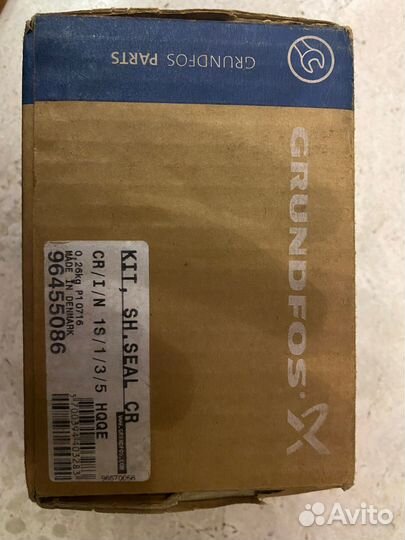 GRUNDFOS PARTS
GRUNDFOS
KIT, SH.SEAL CR
CR/I/N 1S/1/3/5 HQQE
0,26kg P1 0716
MADE IN DENMARK
96455086
96870056
Avito